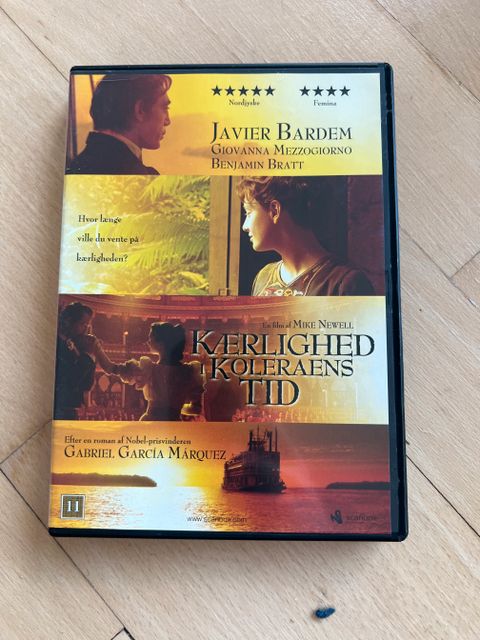 ★★★★★
Nordjyske
★★★★
Femina
JAVIER BARDEM
GIOVANNA MEZZOGIORNO
BENJAMIN BRATT
Hvor længe
ville du vente på
kærligheden?
En film af MIKE NEWELL
KÆRLIGHED
I KOLERAENS
TID
Efter en roman af Nobel-prisvinderen
GABRIEL GARCÍA MÁRQUEZ
11
www.scanbox.com
scanbox